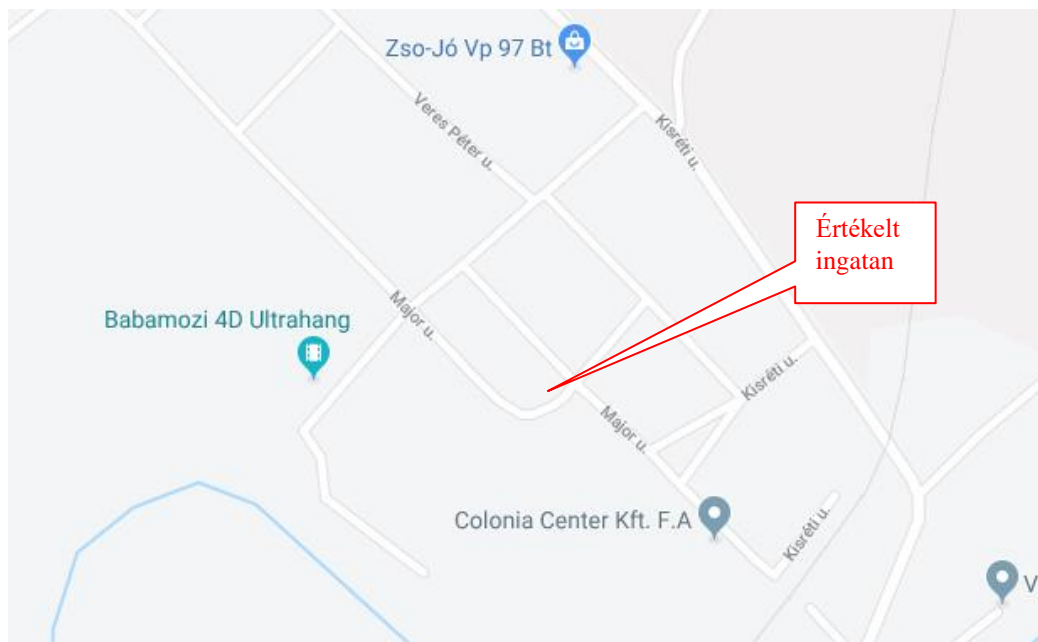 Zso-Jó Vp 97 Bt
Veres Péter u.
Kisréti u.
Értékelt
ingatan
Major u.
Babamozi 4D Ultrahang
Kisréti u.
Major u.
Colonia Center Kft. F.A
Kisréti u.
V